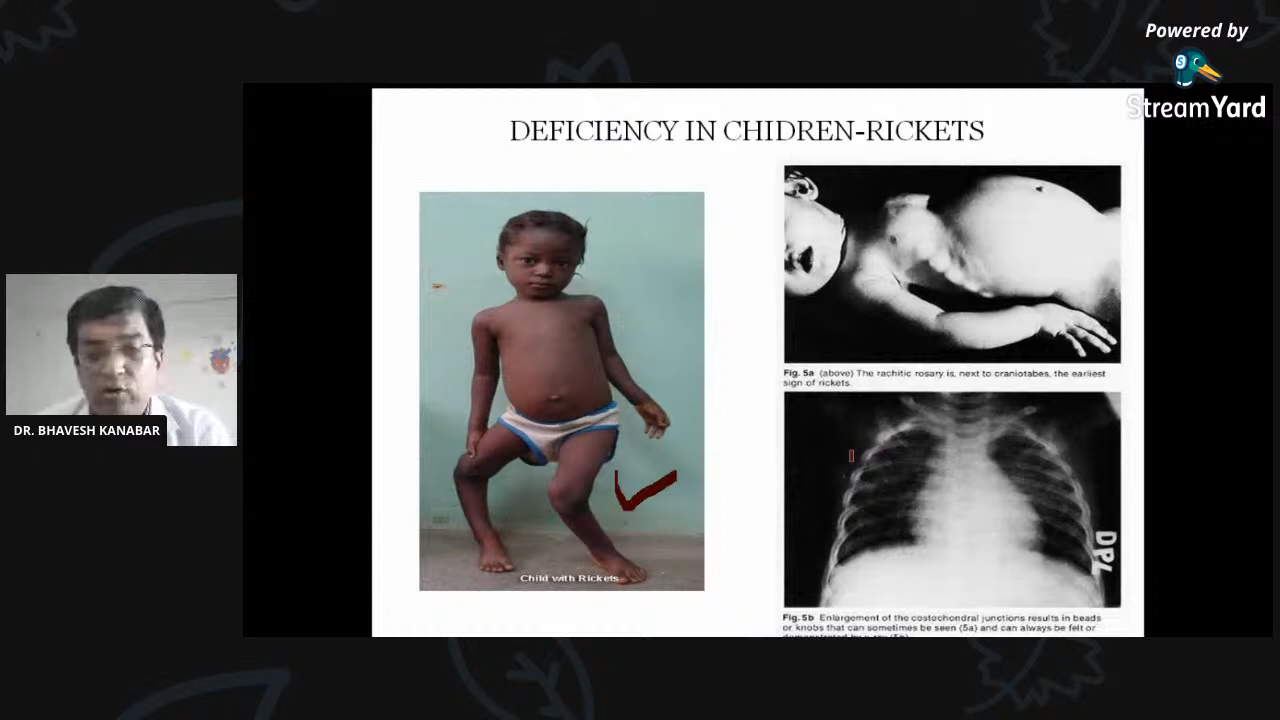 Powered by
StreamYard
DEFICIENCY IN CHIDREN-RICKETS
Child with Rickets
Fig. 5a (above) The rachitic rosary is, next to craniotabes, the earliest
sign of rickets.
DPL
Fig. 5b Enlargement of the costochondral junctions results in beads
or knobs that can sometimes be seen (5a) and can always be felt or
DR. BHAVESH KANABAR